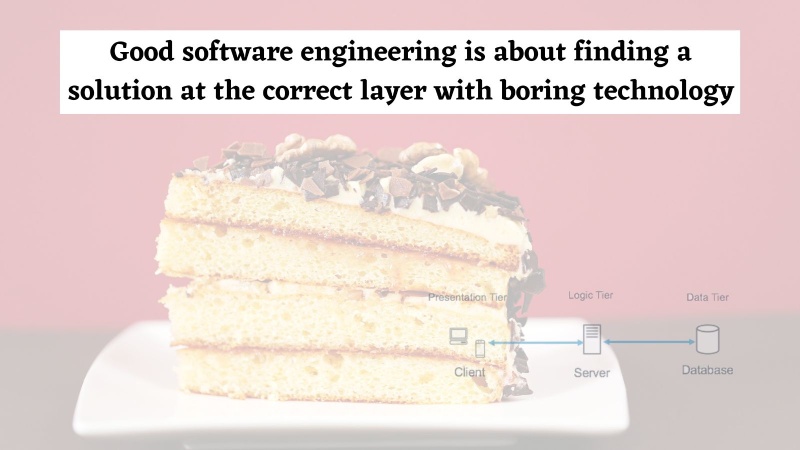 Good software engineering is about finding a
solution at the correct layer with boring technology
Presentation Tier
Logic Tier
Data Tier
Client
Server
Database